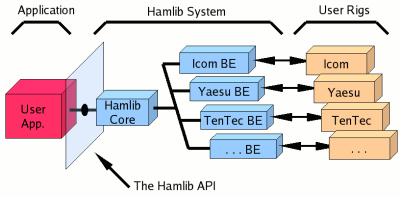 Application
Hamlib System
User Rigs
User
App.
Hamlib
Core
Icom BE
Yaesu BE
TenTec BE
. . . BE
Icom
Yaesu
TenTec
. . .
The Hamlib API